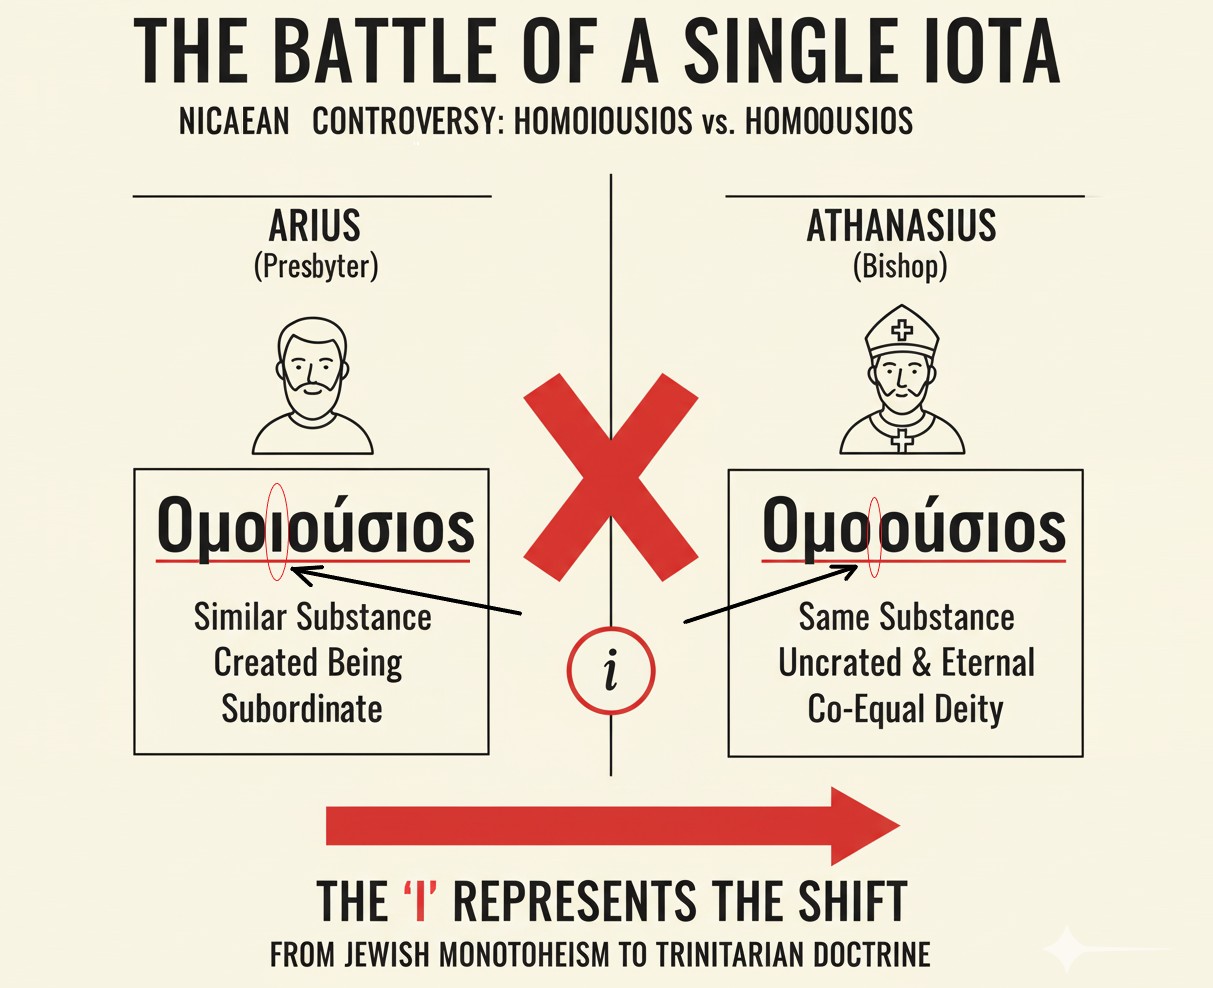 THE BATTLE OF A SINGLE IOTA
NICAEAN CONTROVERSY: HOMOIOUSIOS vs. HOMOOUSIOS
ARIUS
(Presbyter)
Ομοιούσιος
Similar Substance
Created Being
Subordinate
i
ATHANASIUS
(Bishop)
Ομοούσιος
Same Substance
Uncrated & Eternal
Co-Equal Deity
THE ‘I’ REPRESENTS THE SHIFT
FROM JEWISH MONOTOHEISM TO TRINITARIAN DOCTRINE